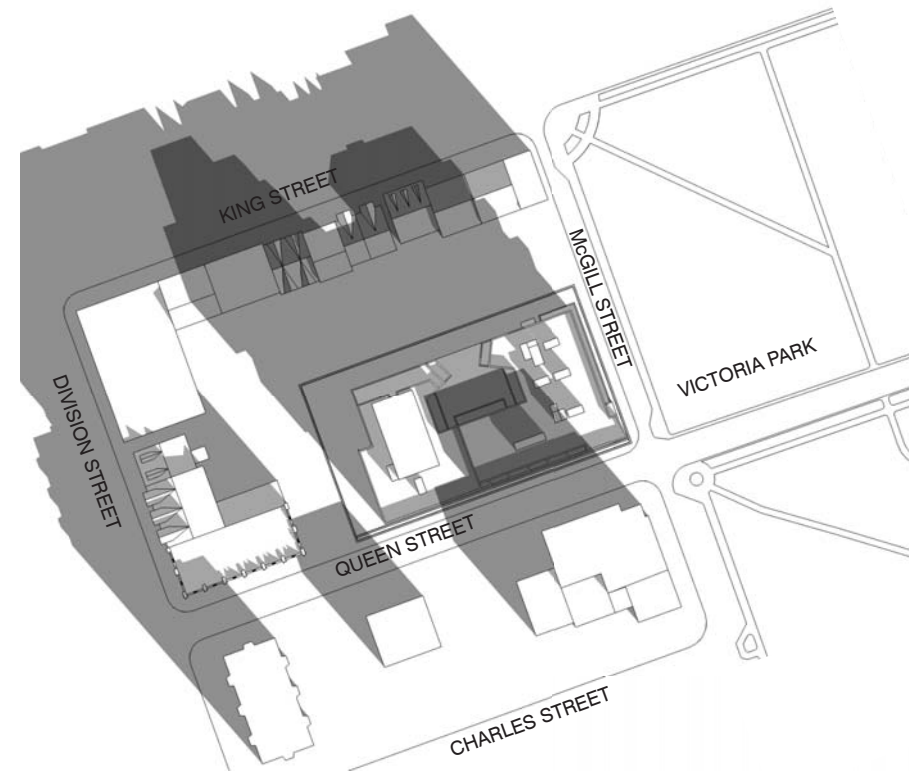 KING STREET
McGILL STREET
VICTORIA PARK
DIVISION STREET
QUEEN STREET
CHARLES STREET